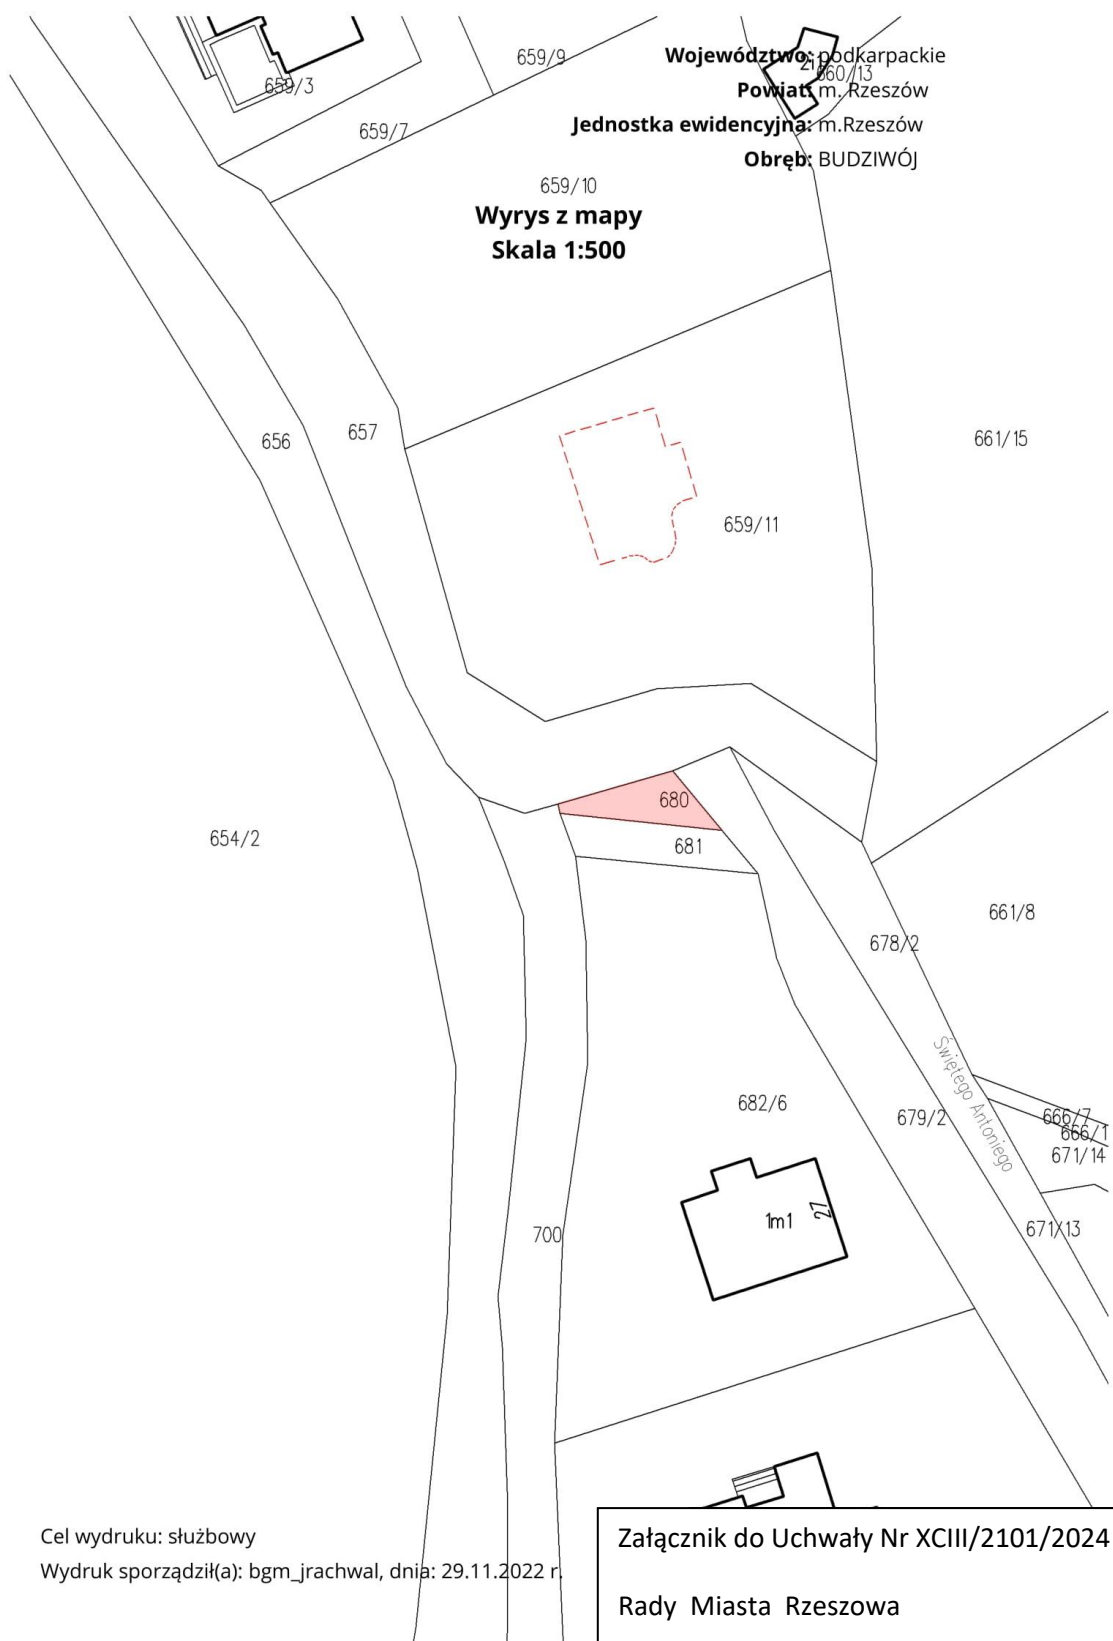 659/9
Województwo: podkarpackie
21
660/13
659/3
Powiat: m. Rzeszów
659/7
Jednostka ewidencyjna: m.Rzeszów
Obręb: BUDZIWÓJ
659/10
Wyrys z mapy
Skala 1:500
656
657
661/15
659/11
680
654/2
681
661/8
678/2
Świętego Antoniego
682/6
679/2
666/7
666/1
671/14
1m1
27
671/13
700
Cel wydruku: służbowy
Wydruk sporządził(a): bgm_jrachwal, dnia: 29.11.2022 r.
Załącznik do Uchwały Nr XCIII/2101/2024
Rady Miasta Rzeszowa